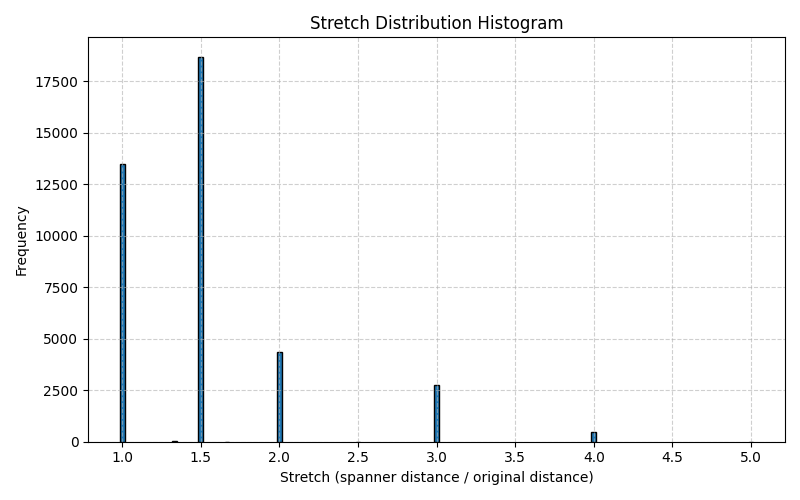 Stretch Distribution Histogram
Frequency
17500
15000
12500
10000
7500
5000
2500
0
1.0 1.5 2.0 2.5 3.0 3.5 4.0 4.5 5.0
Stretch (spanner distance / original distance)